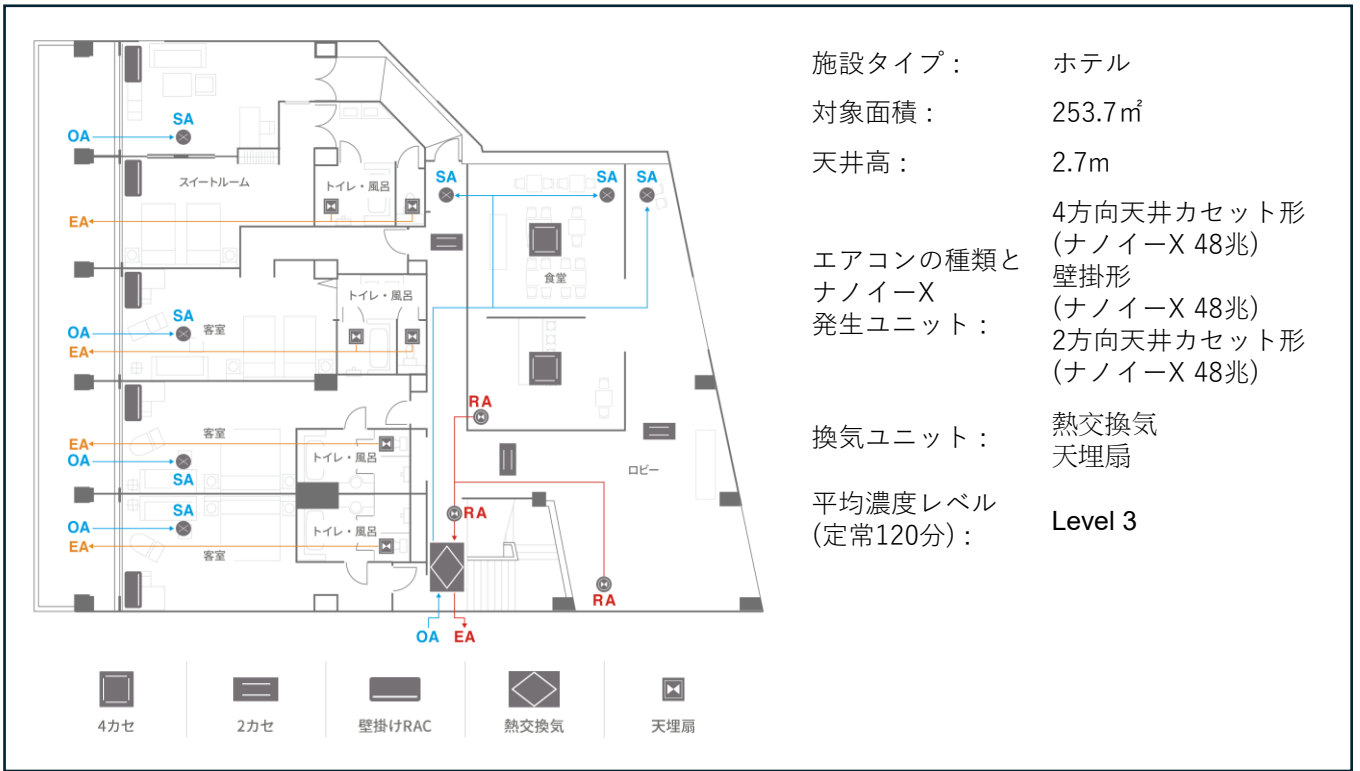 SA
OA
スイートルーム
トイレ・風呂
EA
SA
SA
SA
食堂
トイレ・風呂
SA
OA
客室
EA
RA
客室
EA
OA
SA
トイレ・風呂
ロビー
SA
OA
RA
トイレ・風呂
EA
客室
RA
OA EA
4カセ
2カセ
壁掛けRAC
熱交換気
天埋扇
施設タイプ： ホテル
対象面積： 253.7㎡
天井高： 2.7m
エアコンの種類と
ナノイーX
発生ユニット：
4方向天井カセット形
(ナノイーX 48兆)
壁掛形
(ナノイーX 48兆)
2方向天井カセット形
(ナノイーX 48兆)
換気ユニット：
熱交換気
天埋扇
平均濃度レベル
(定常120分)：
Level 3